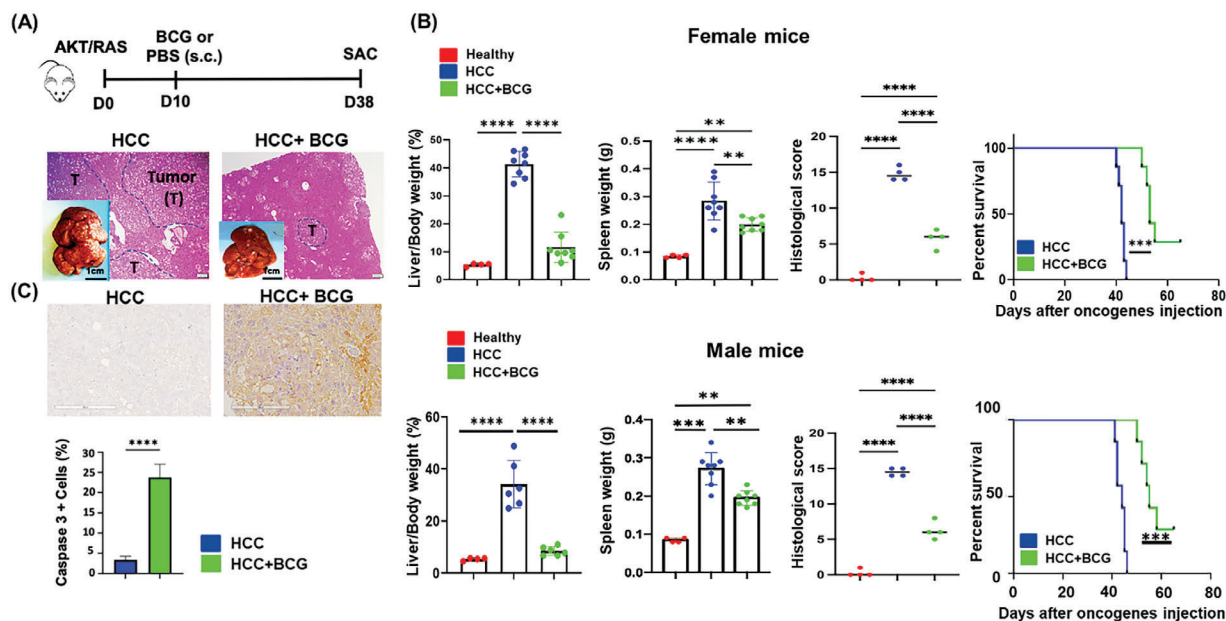 (A)
AKT/RAS
BCG or
PBS (s.c.)
SAC
D0
D10
D38
HCC
HCC+ BCG
T
Tumor
(T)
T
1cm
T
1cm
(B)
Female mice
Healthy
HCC
HCC+BCG
Liver/Body weight (%)
50
40
30
20
10
0
****
****
Spleen weight (g)
0.5
0.4
0.3
0.2
0.1
0.0
**
****
**
Histological score
20
15
10
5
0
****
****
****
Percent survival
100
50
0
0
20
40
60
80
HCC
HCC+BCG
***
Days after oncogenes injection
(C)
HCC
HCC+ BCG
Caspase 3 + Cells (%)
30
25
20
15
10
5
0
****
HCC
HCC+BCG
Male mice
Healthy
HCC
HCC+BCG
Liver/Body weight (%)
60
40
20
0
****
****
Spleen weight (g)
0.4
0.3
0.2
0.1
0.0
**
***
**
Histological score
20
15
10
5
0
****
****
****
Percent survival
100
50
0
0
20
40
60
80
HCC
HCC+BCG
***
Days after oncogenes injection